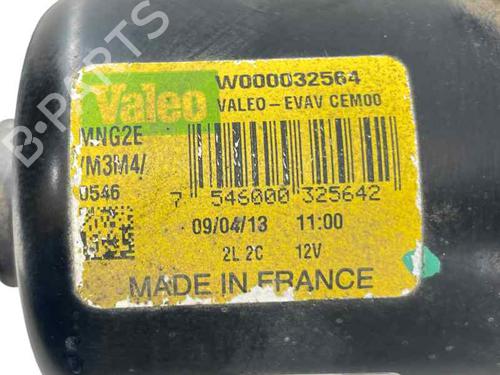 Valeo
W000032564
VALEO-EVAV CEM00
MNG2E
/M3M4/
0546
7 546000 325642
09/04/13 11:00
2L 2C 12V
MADE IN FRANCE
B-PARTS